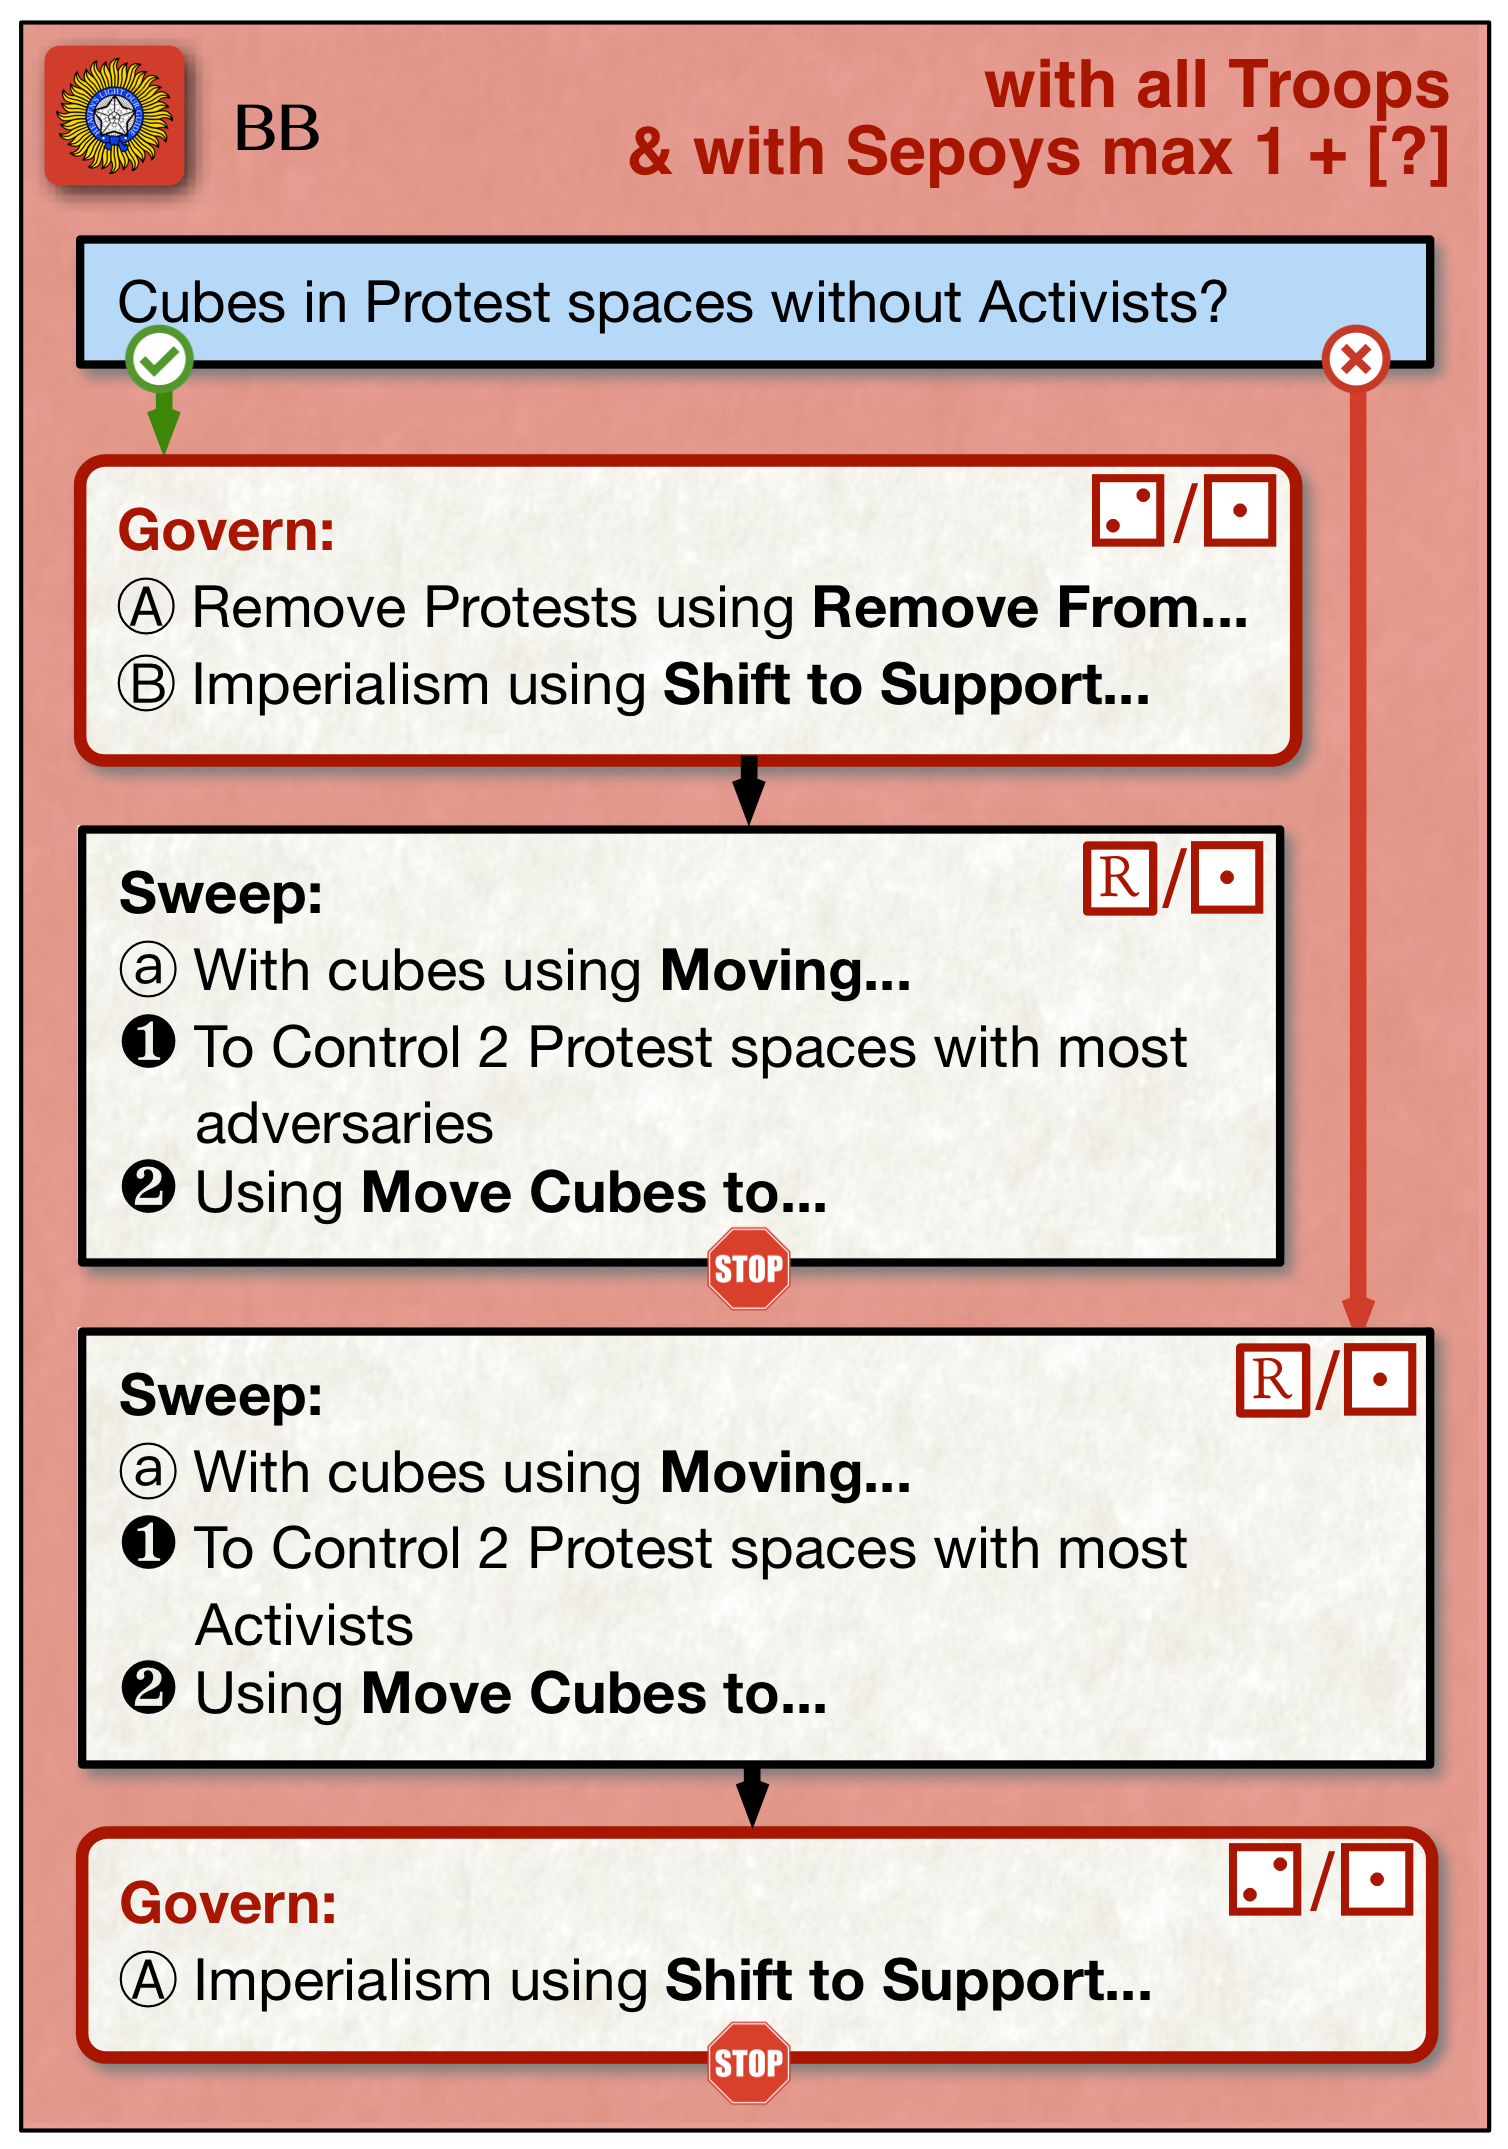 BB
with all Troops
& with Sepoys max 1 + [?]
Cubes in Protest spaces without Activists?
Govern:
/
Ⓐ Remove Protests using Remove From...
Ⓑ Imperialism using Shift to Support...
Sweep:
R/
ⓐ With cubes using Moving...
❶ To Control 2 Protest spaces with most
adversaries
❷ Using Move Cubes to...
STOP
Sweep:
R/
ⓐ With cubes using Moving...
❶ To Control 2 Protest spaces with most
Activists
❷ Using Move Cubes to...
Govern:
/
Ⓐ Imperialism using Shift to Support...
STOP